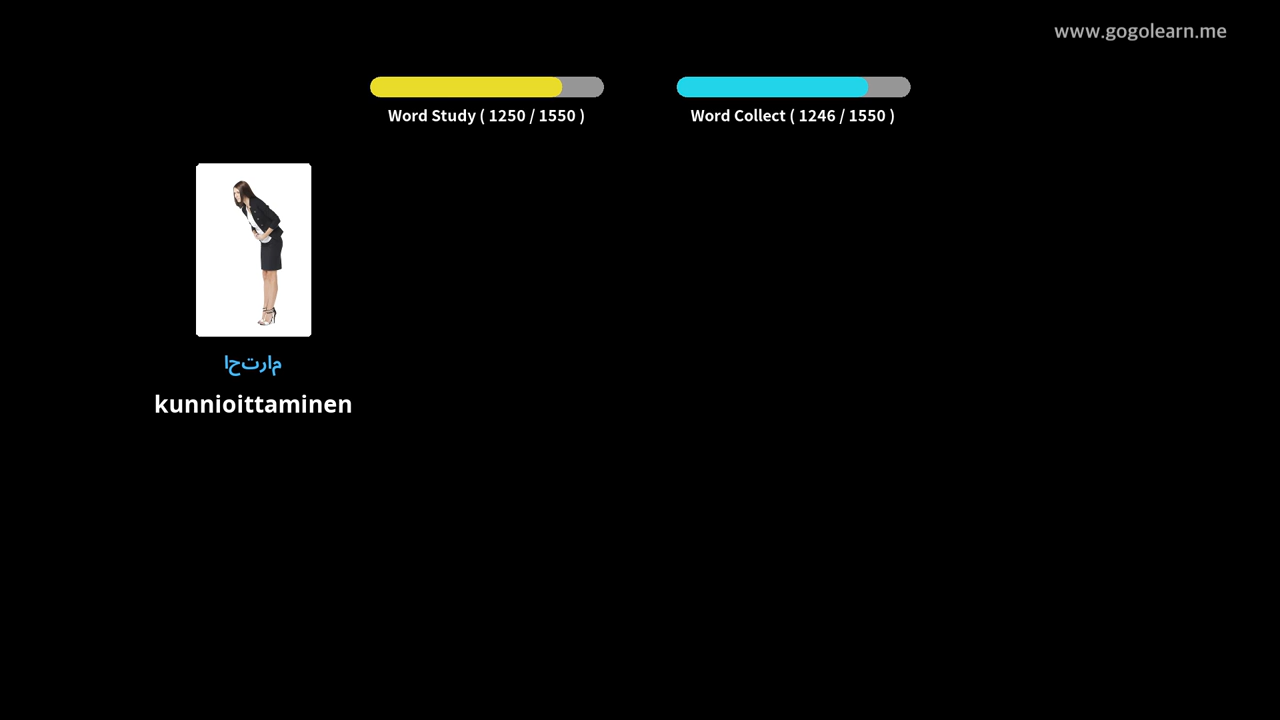 www.gogolearn.me
Word Study ( 1250 / 1550 )
Word Collect ( 1246 / 1550 )
احترام
kunnioittaminen